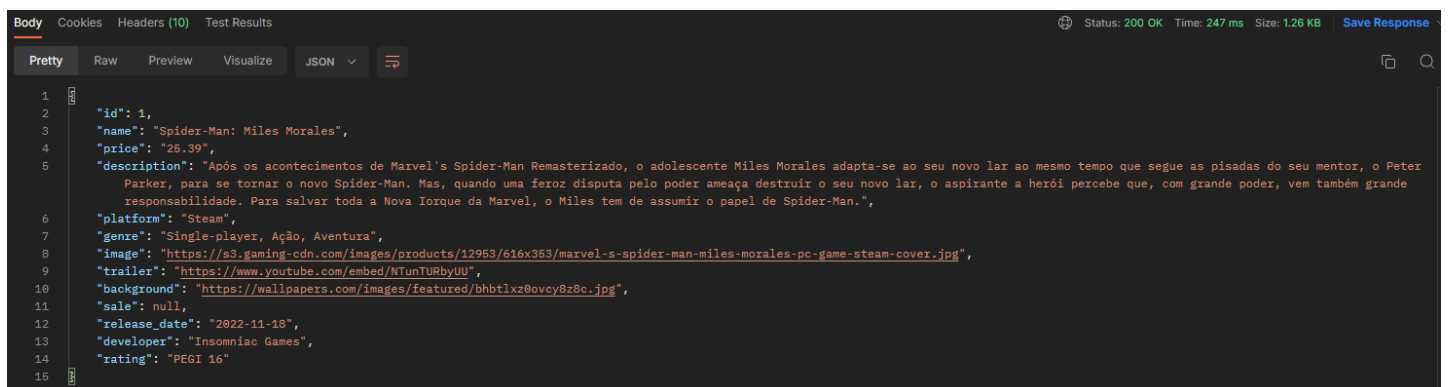 Body Cookies Headers (10) Test Results Status: 200 OK Time: 247 ms Size: 1.26 KB Save Response
Pretty Raw Preview Visualize JSON
1 {
2 "id": 1,
3 "name": "Spider-Man: Miles Morales",
4 "price": "25.39",
5 "description": "Após os acontecimentos de Marvel's Spider-Man Remasterizado, o adolescente Miles Morales adapta-se ao seu novo lar ao mesmo tempo que segue as pisadas do seu mentor, o Peter
Parker, para se tornar o novo Spider-Man. Mas, quando uma feroz disputa pelo poder ameaça destruir o seu novo lar, o aspirante a herói percebe que, com grande poder, vem também grande
responsabilidade. Para salvar toda a Nova Iorque da Marvel, o Miles tem de assumir o papel de Spider-Man.",
6 "platform": "Steam",
7 "genre": "Single-player, Ação, Aventura",
8 "image": "https://s3.gaming-cdn.com/images/products/12953/616x353/marvel-s-spider-man-miles-morales-pc-game-steam-cover.jpg",
9 "trailer": "https://www.youtube.com/embed/NTunTURbyUU",
10 "background": "https://wallpapers.com/images/featured/bhbtlxz0ovcy8z8c.jpg",
11 "sale": null,
12 "release_date": "2022-11-18",
13 "developer": "Insomniac Games",
14 "rating": "PEGI 16"
15 }